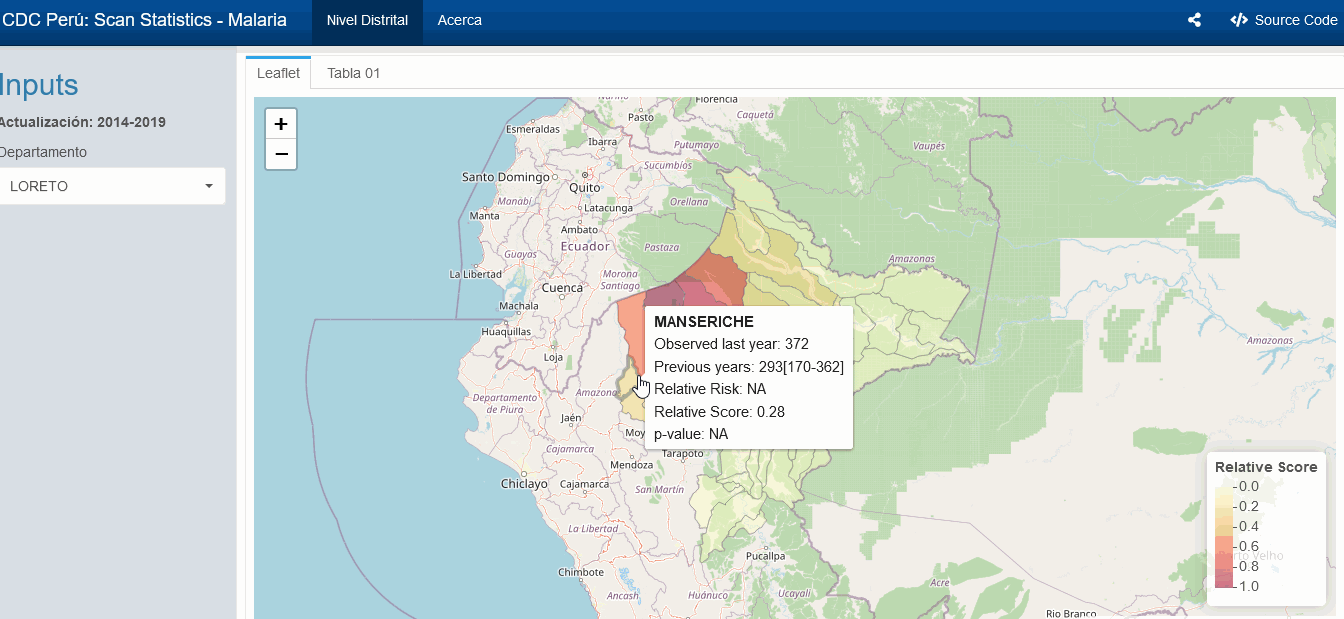 CDC Perú: Scan Statistics - Malaria
Nivel Distrital
Acerca
Source Code
Inputs
Actualización: 2014-2019
Departamento
LORETO
Leaflet
Tabla 01
+
−
Florencia
Pasto
Caquetá
Esmeraldas
Ibarra
Putumayo
Vaupés
Sucumbíos
Santo Domingo
Quito
Manabí
Latacunga
Orellana
Manta
Ambato
Ecuador
Pastaza
Guayas
Amazonas
La Libertad
Morona-
Santiago
Cuenca
Machala
Huaquillas
Loja
Amazonas
MANSERICHE
Observed last year: 372
Previous years: 293[170-362]
Relative Risk: NA
Relative Score: 0.28
p-value: NA
Amazonas
Departamento
de Piura
Jaén
Moy
Cajamarca
Tarapoto
Mendoza
Chiclayo
Cajamarca
San Martín
La Libertad
Pucallpa
Chimbote
Acre
Ancash
Huánuco
Ucayali
Rio Branco
Relative Score
0.0
0.2
0.4
0.6
0.8
1.0
Porto Velho